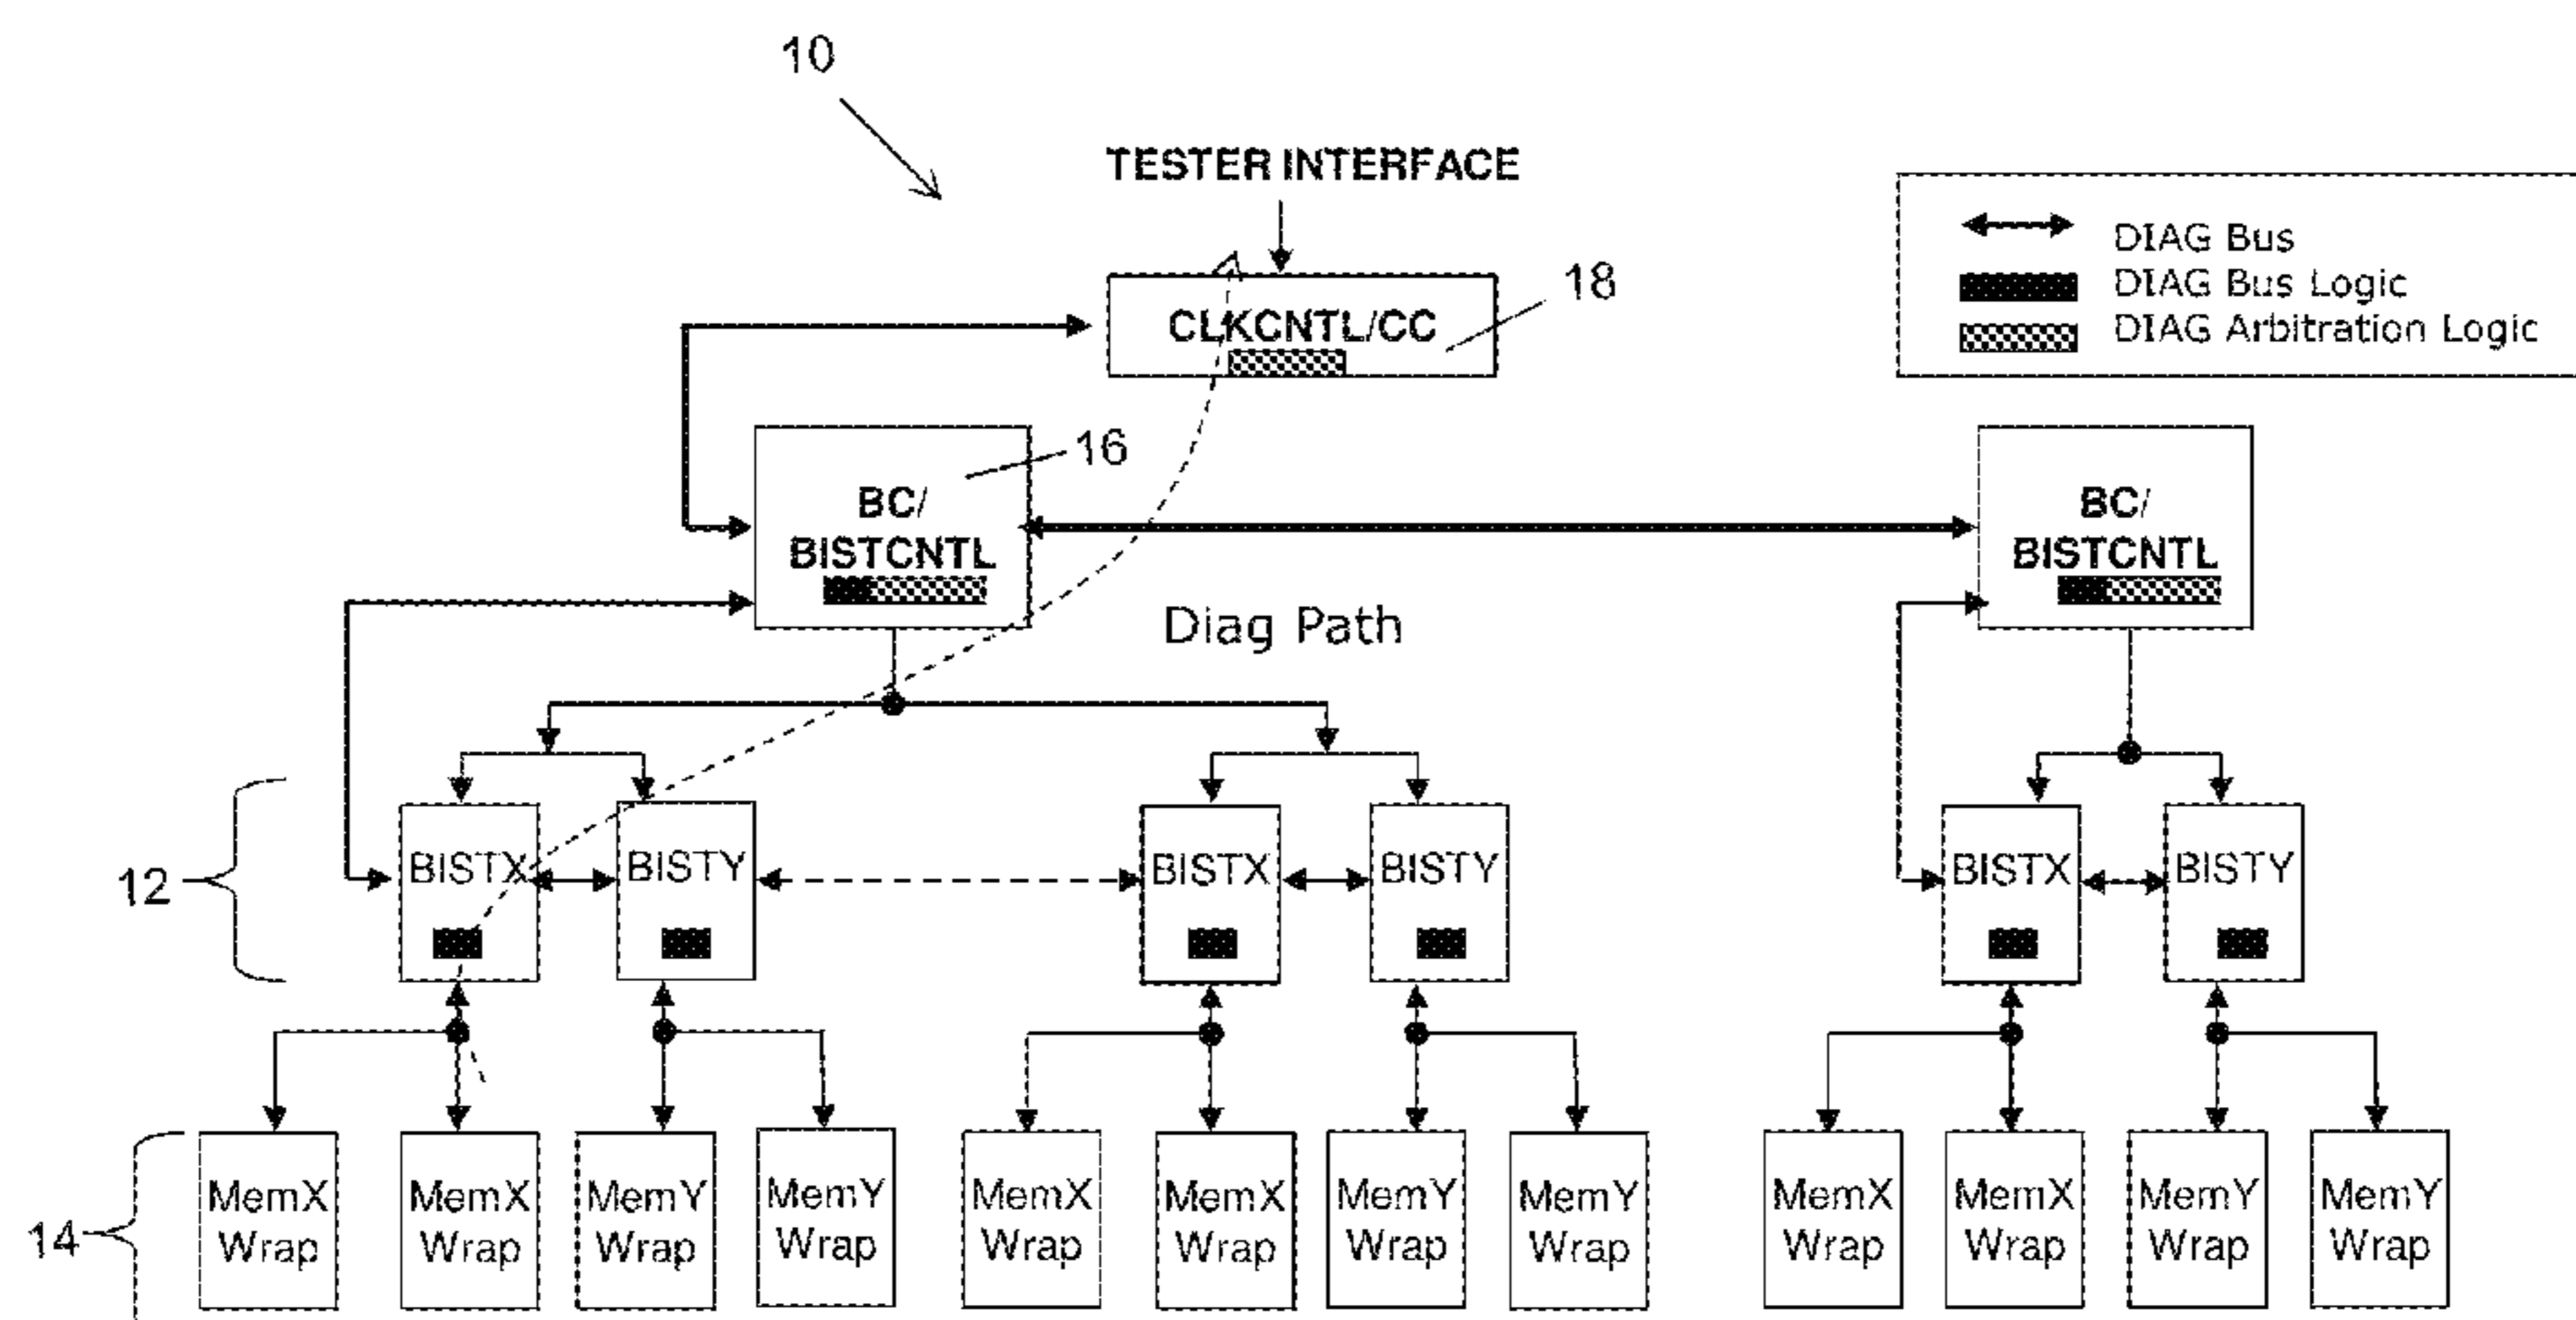 10
TESTER INTERFACE
DIAG Bus
DIAG Bus Logic
DIAG Arbitration Logic
CLKCNTL/CC
18
BC/
BISTCNTL
16
BC/
BISTCNTL
Diag Path
12
BISTX
BISTY
BISTX
BISTY
BISTX
BISTY
14
MemX
Wrap
MemX
Wrap
MemY
Wrap
MemY
Wrap
MemX
Wrap
MemX
Wrap
MemY
Wrap
MemY
Wrap
MemX
Wrap
MemX
Wrap
MemY
Wrap
MemY
Wrap